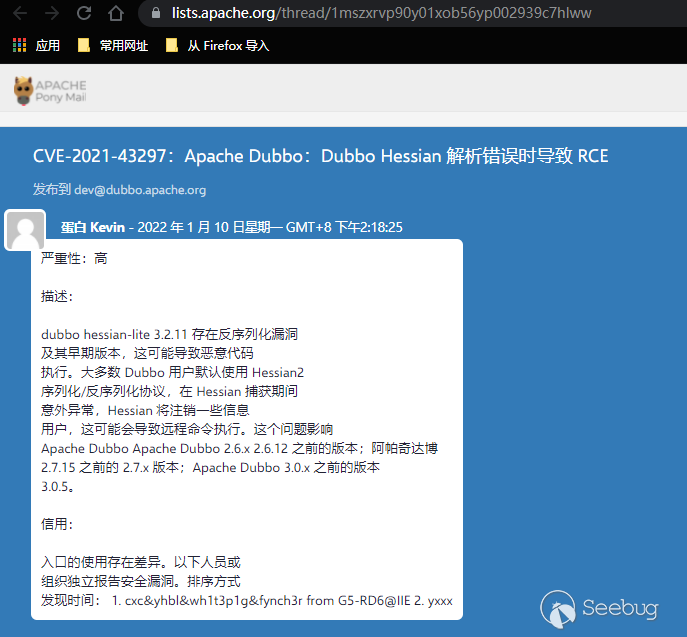 lists.apache.org/thread/1mszxrvp90y01xob56yp002939c7hlww
应用 常用网址 从 Firefox 导入
APACHE
Pony Mail
CVE-2021-43297：Apache Dubbo：Dubbo Hessian 解析错误时导致 RCE
发布到 dev@dubbo.apache.org
蛋白 Kevin - 2022 年 1 月 10 日星期一 GMT+8 下午2:18:25
严重性：高
描述：
dubbo hessian-lite 3.2.11 存在反序列化漏洞
及其早期版本，这可能导致恶意代码
执行。大多数 Dubbo 用户默认使用 Hessian2
序列化/反序列化协议，在 Hessian 捕获期间
意外异常，Hessian 将注销一些信息
用户，这可能会导致远程命令执行。这个问题影响
Apache Dubbo Apache Dubbo 2.6.x 2.6.12 之前的版本；阿帕奇达博
2.7.15 之前的 2.7.x 版本；Apache Dubbo 3.0.x 之前的版本
3.0.5。
信用：
入口的使用存在差异。以下人员或
组织独立报告安全漏洞。排序方式
发现时间： 1. cxc&yhbl&wh1t3p1g&fynch3r from G5-RD6@IIE 2. yxxx
Seebug